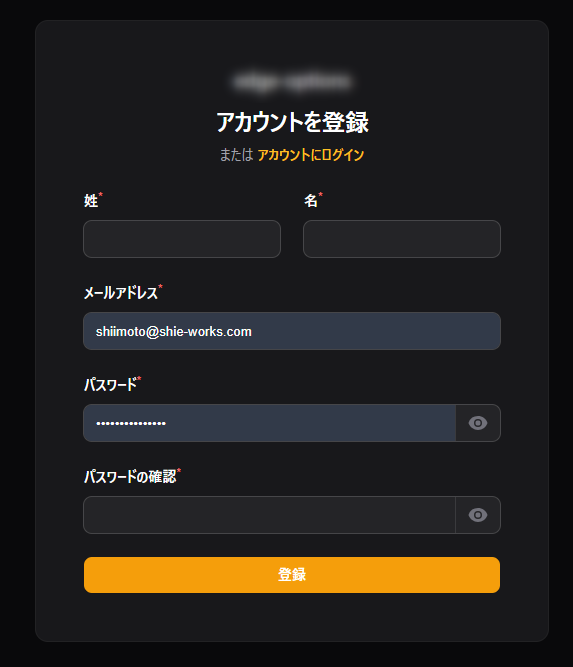 アカウントを登録
または アカウントにログイン
姓* 名*
メールアドレス*
shiimoto@shie-works.com
パスワード*
•••••••••••••••
パスワードの確認*
登録